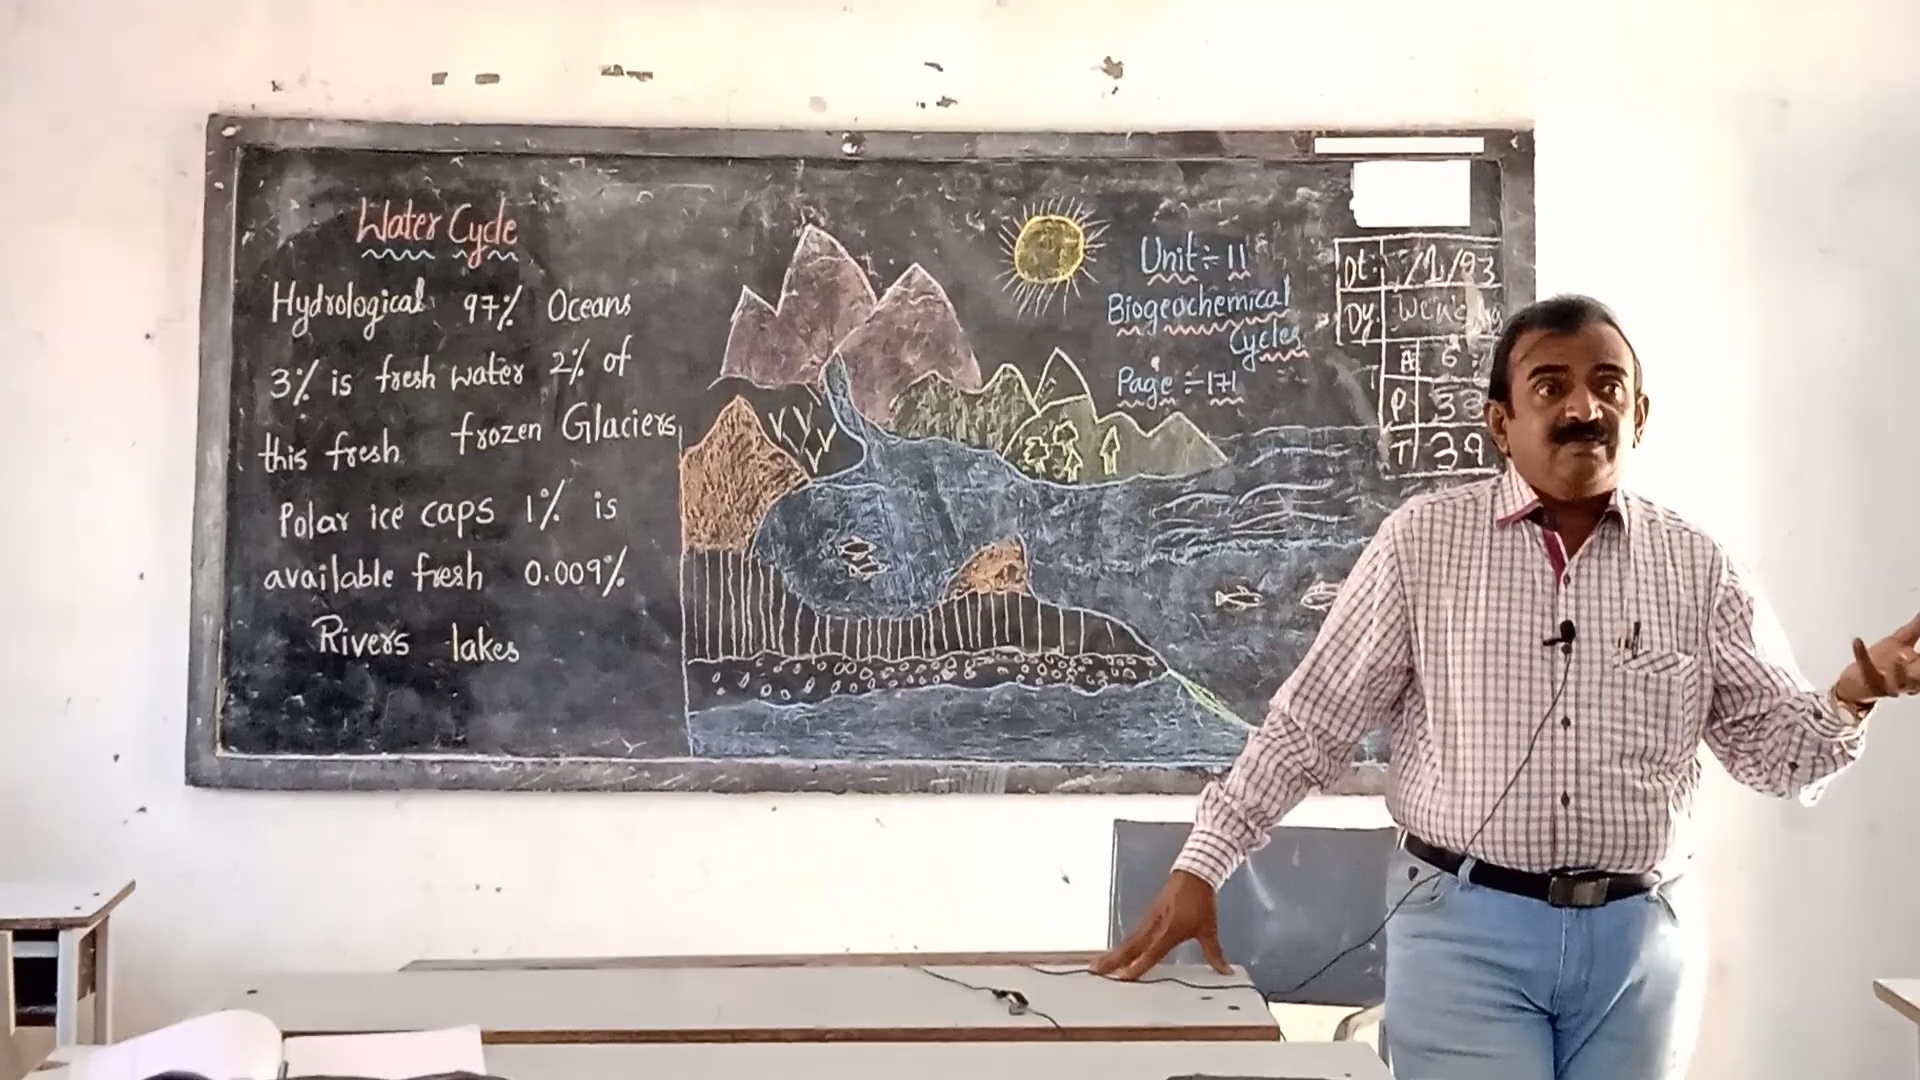 Water Cycle
Hydrological 97% Oceans
3% is fresh water 2% of
this fresh frozen Glaciers
Polar ice caps 1% is
available fresh 0.009%
Rivers lakes
Unit÷11
Biogeochemical
Cycles
Page ÷171
Dt.
Dy.
A 6
P 33
T 39